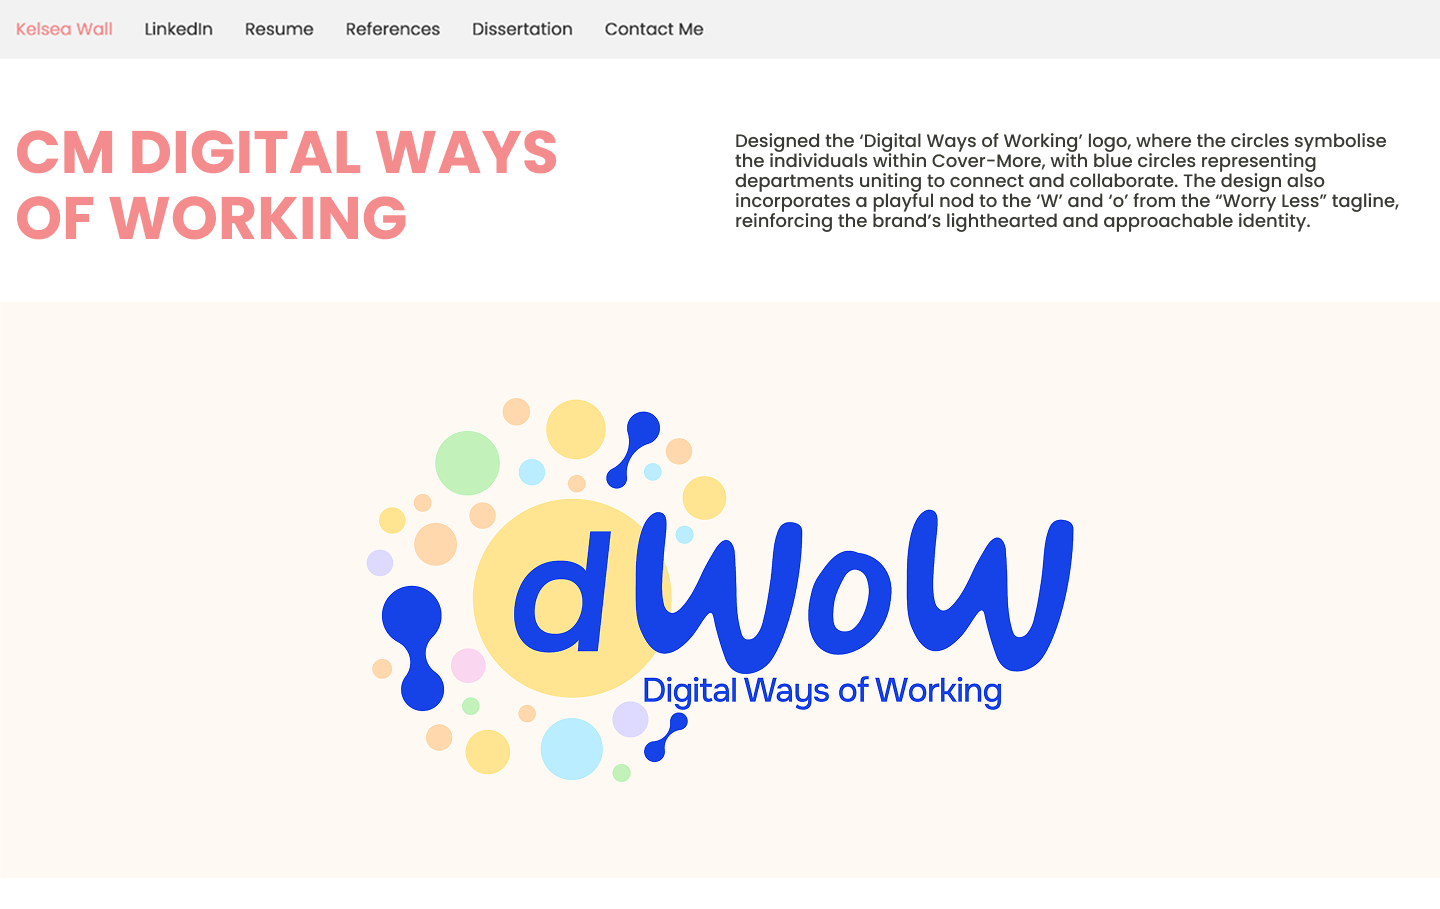 Kelsea Wall LinkedIn Resume References Dissertation Contact Me
CM DIGITAL WAYS
OF WORKING
Designed the ‘Digital Ways of Working’ logo, where the circles symbolise
the individuals within Cover-More, with blue circles representing
departments uniting to connect and collaborate. The design also
incorporates a playful nod to the ‘W’ and ‘o’ from the “Worry Less” tagline,
reinforcing the brand’s lighthearted and approachable identity.
dWoW
Digital Ways of Working